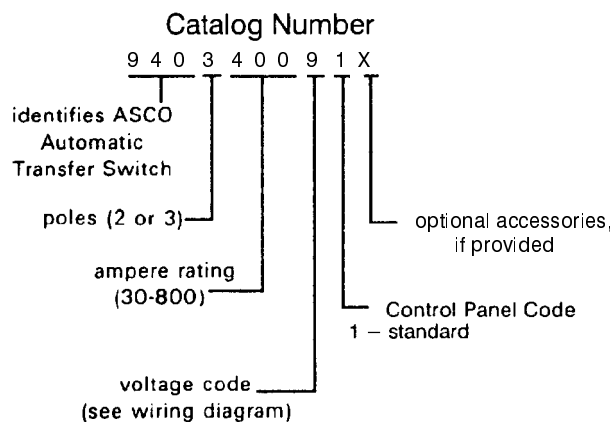 Catalog Number
9 4 0 3 4 0 0 9 1 X
identifies ASCO
Automatic
Transfer Switch
poles (2 or 3)
optional accessories,
if provided
ampere rating
(30-800)
Control Panel Code
1 – standard
voltage code
(see wiring diagram)